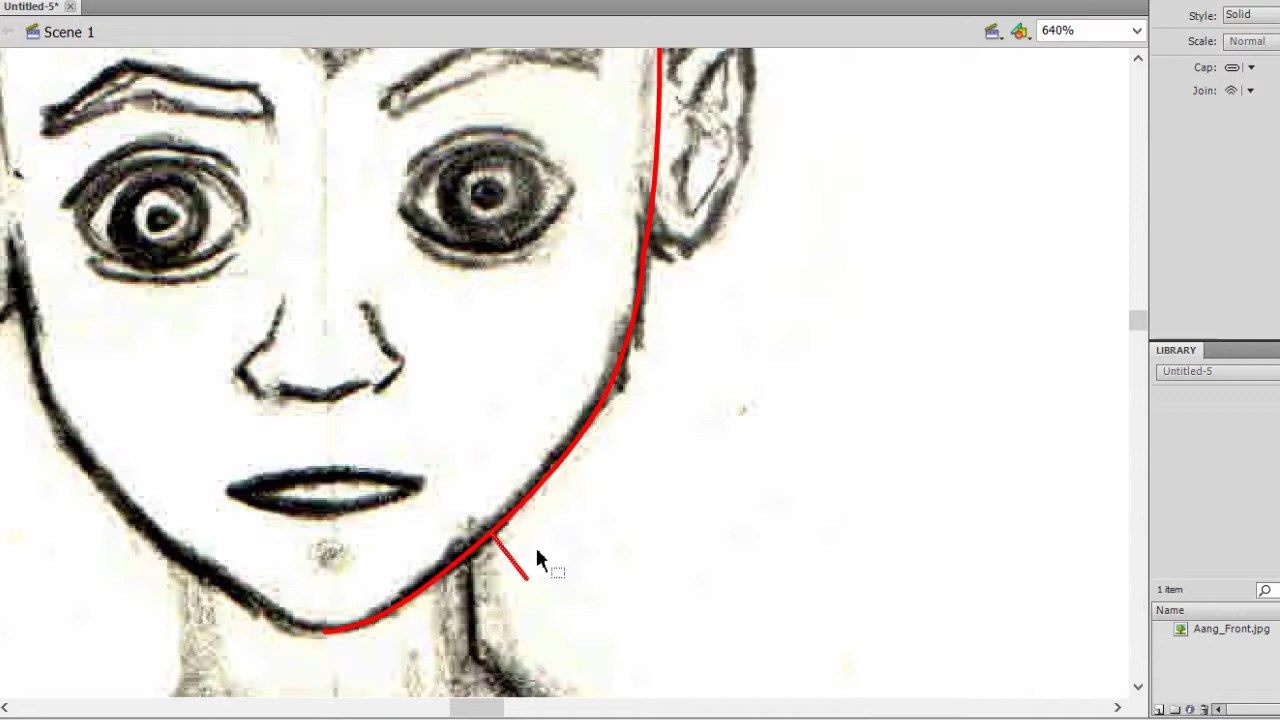 Untitled-5*
Scene 1
640%
Style: Solid
Scale: Normal
Cap:
Join:
LIBRARY
Untitled-5
1 item
Name
Aang_Front.jpg